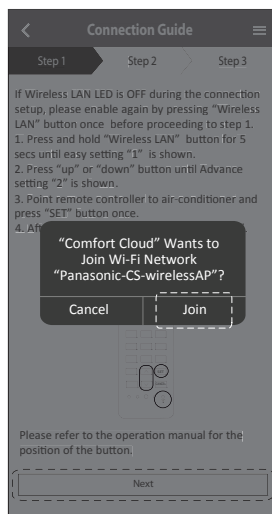 Connection Guide
Step 1
Step 2
Step 3
If Wireless LAN LED is OFF during the connection
setup, please enable again by pressing "Wireless
LAN" button once before proceeding to step 1.
1. Press and hold "Wireless LAN" button for 5
secs until easy setting "1" is shown.
2. Press "up" or "down" button until Advance
setting "2" is shown.
3. Point remote controller to air-conditioner and
press "SET" button once.
4. Af
"Comfort Cloud" Wants to
Join Wi-Fi Network
"Panasonic-CS-wirelessAP"?
Cancel
Join
Please refer to the operation manual for the
position of the button.
Next